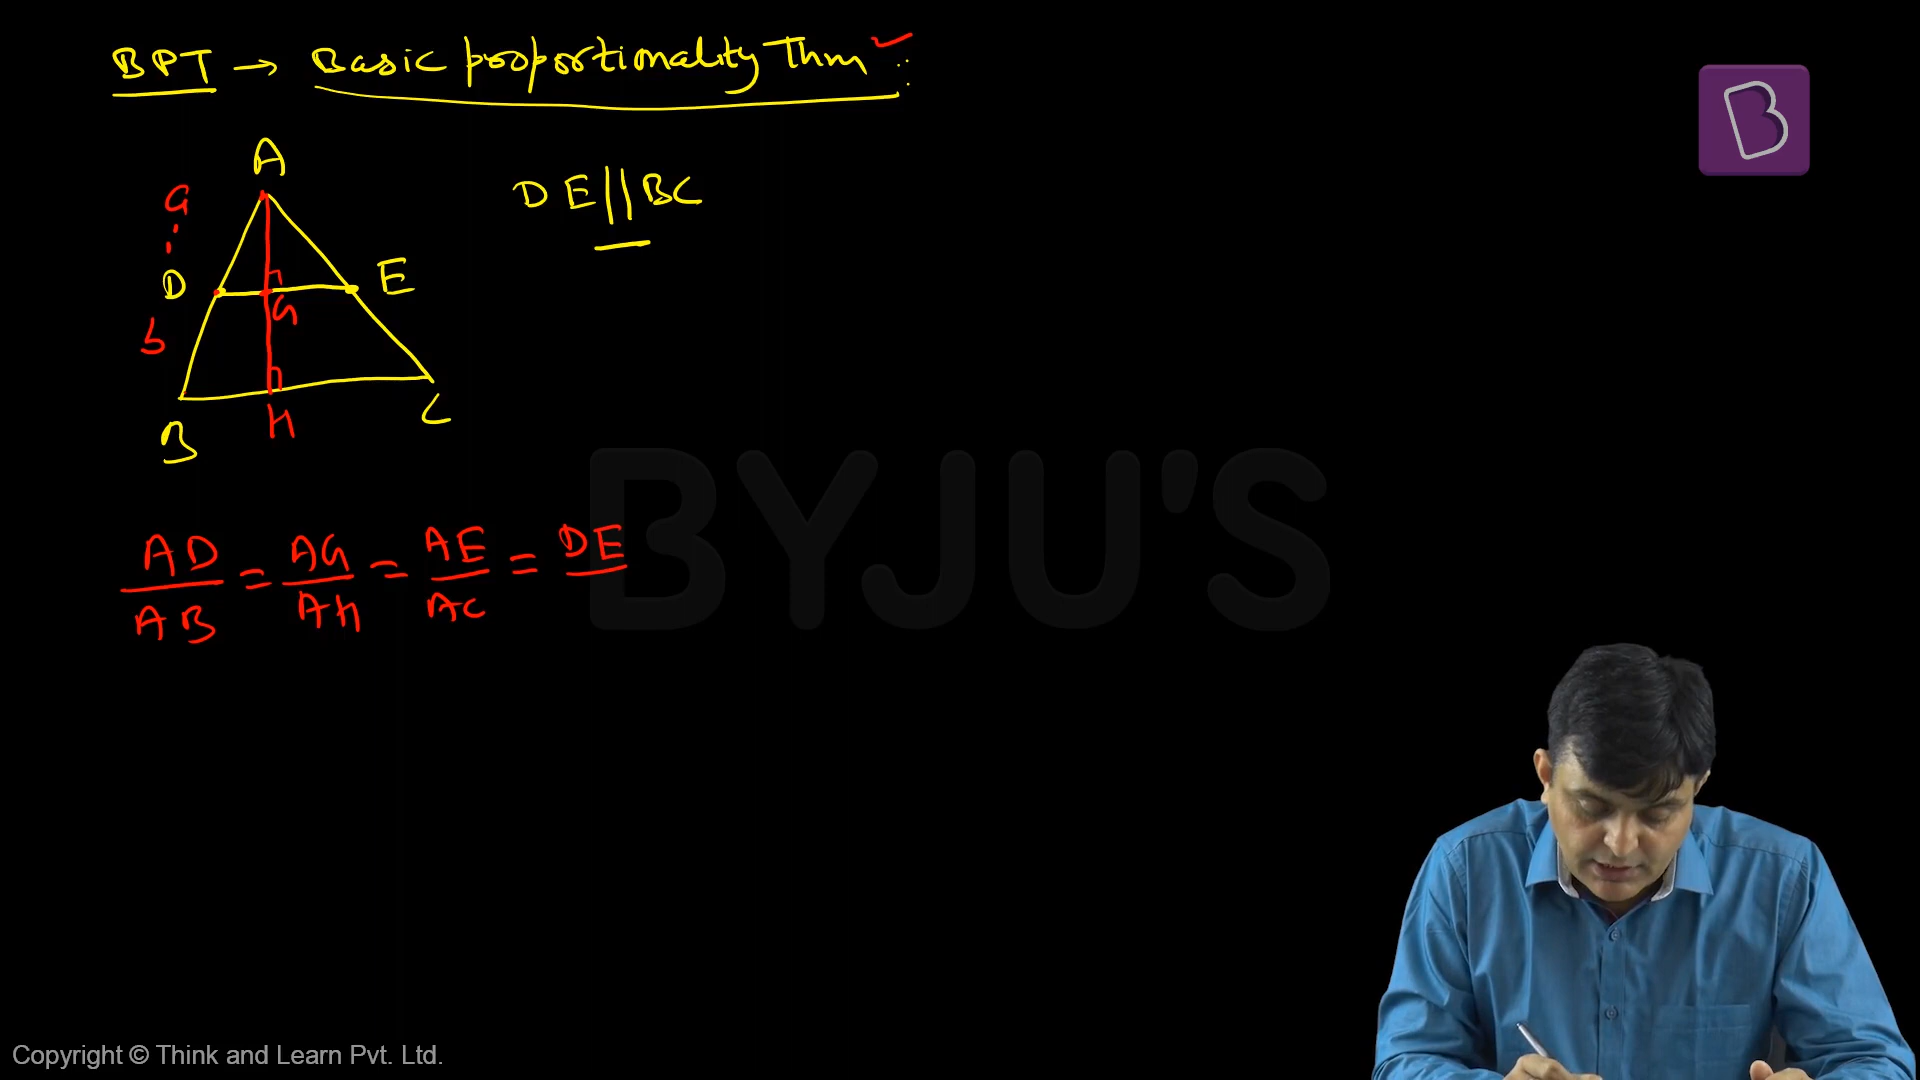 BPT → Basic proportionality Thm ✓
B
A
a
DE||BC
D
E
G
b
H
C
B
AD/AB = AG/AH = AE/AC = DE/
BYJU'S
Copyright © Think and Learn Pvt. Ltd.